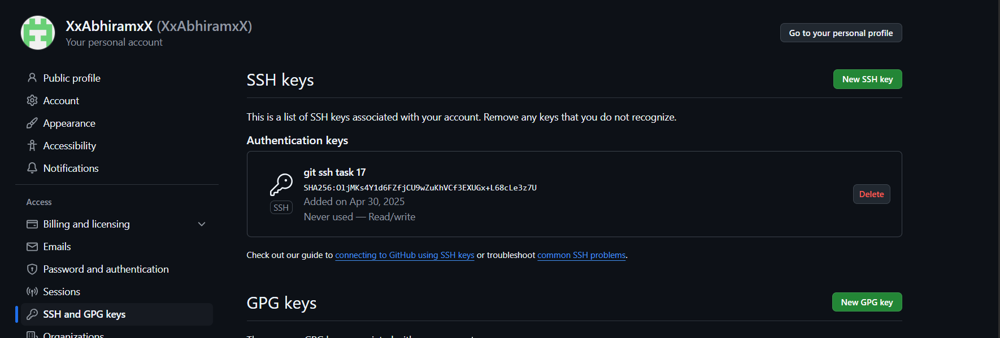 XxAbhiramxX (XxAbhiramxX)
Your personal account
Go to your personal profile
Public profile
Account
Appearance
Accessibility
Notifications
Access
Billing and licensing
Emails
Password and authentication
Sessions
SSH and GPG keys
Organizations
SSH keys
New SSH key
This is a list of SSH keys associated with your account. Remove any keys that you do not recognize.
Authentication keys
git ssh task 17
SHA256:OljMKs4Y1d6FZfjCU9wZuKhVCf3EXUGx+L68cLe3z7U
Added on Apr 30, 2025
Never used — Read/write
SSH
Delete
Check out our guide to connecting to GitHub using SSH keys or troubleshoot common SSH problems.
GPG keys
New GPG key